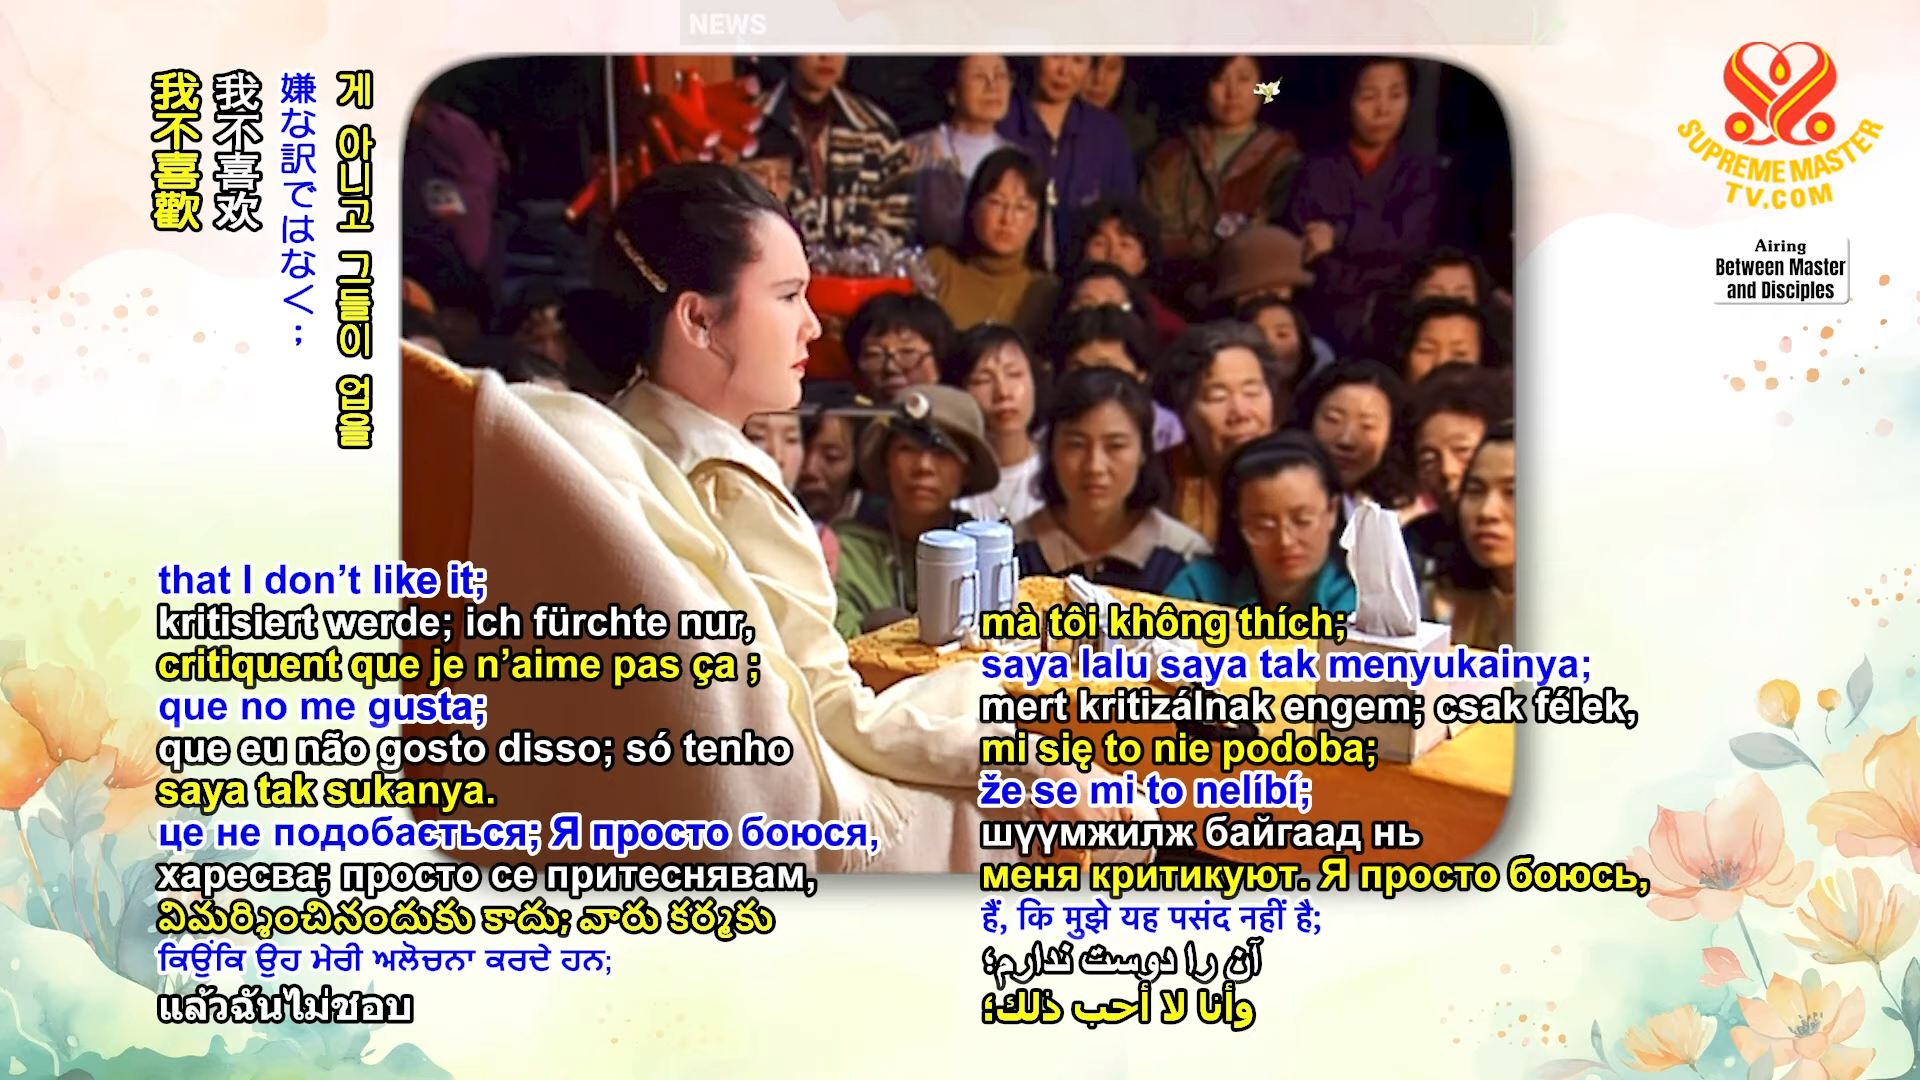 NEWS
SUPREME MASTER
TV.COM
Airing
Between Master
and Disciples
我不喜歡
我不喜欢
嫌な訳ではなく;
게 아니고 그들이 업을
that I don’t like it;
kritisiert werde; ich fürchte nur,
critiquent que je n’aime pas ça ;
que no me gusta;
que eu não gosto disso; só tenho
saya tak sukanya.
це не подобається; Я просто боюся,
харесва; просто се притеснявам,
విమర్శించినందుకు కాదు; వారు కర్మకు
ਕਿਉਂਕਿ ਉਹ ਮੇਰੀ ਅਲੋਚਨਾ ਕਰਦੇ ਹਨ;
แล้วฉันไม่ชอบ
mà tôi không thích;
saya lalu saya tak menyukainya;
mert kritizálnak engem; csak félek,
mi się to nie podoba;
že se mi to nelíbí;
шүүмжилж байгаад нь
меня критикуют. Я просто боюсь,
हैं, कि मुझे यह पसंद नहीं है;
آن را دوست ندارم؛
وأنا لا أحب ذلك؛